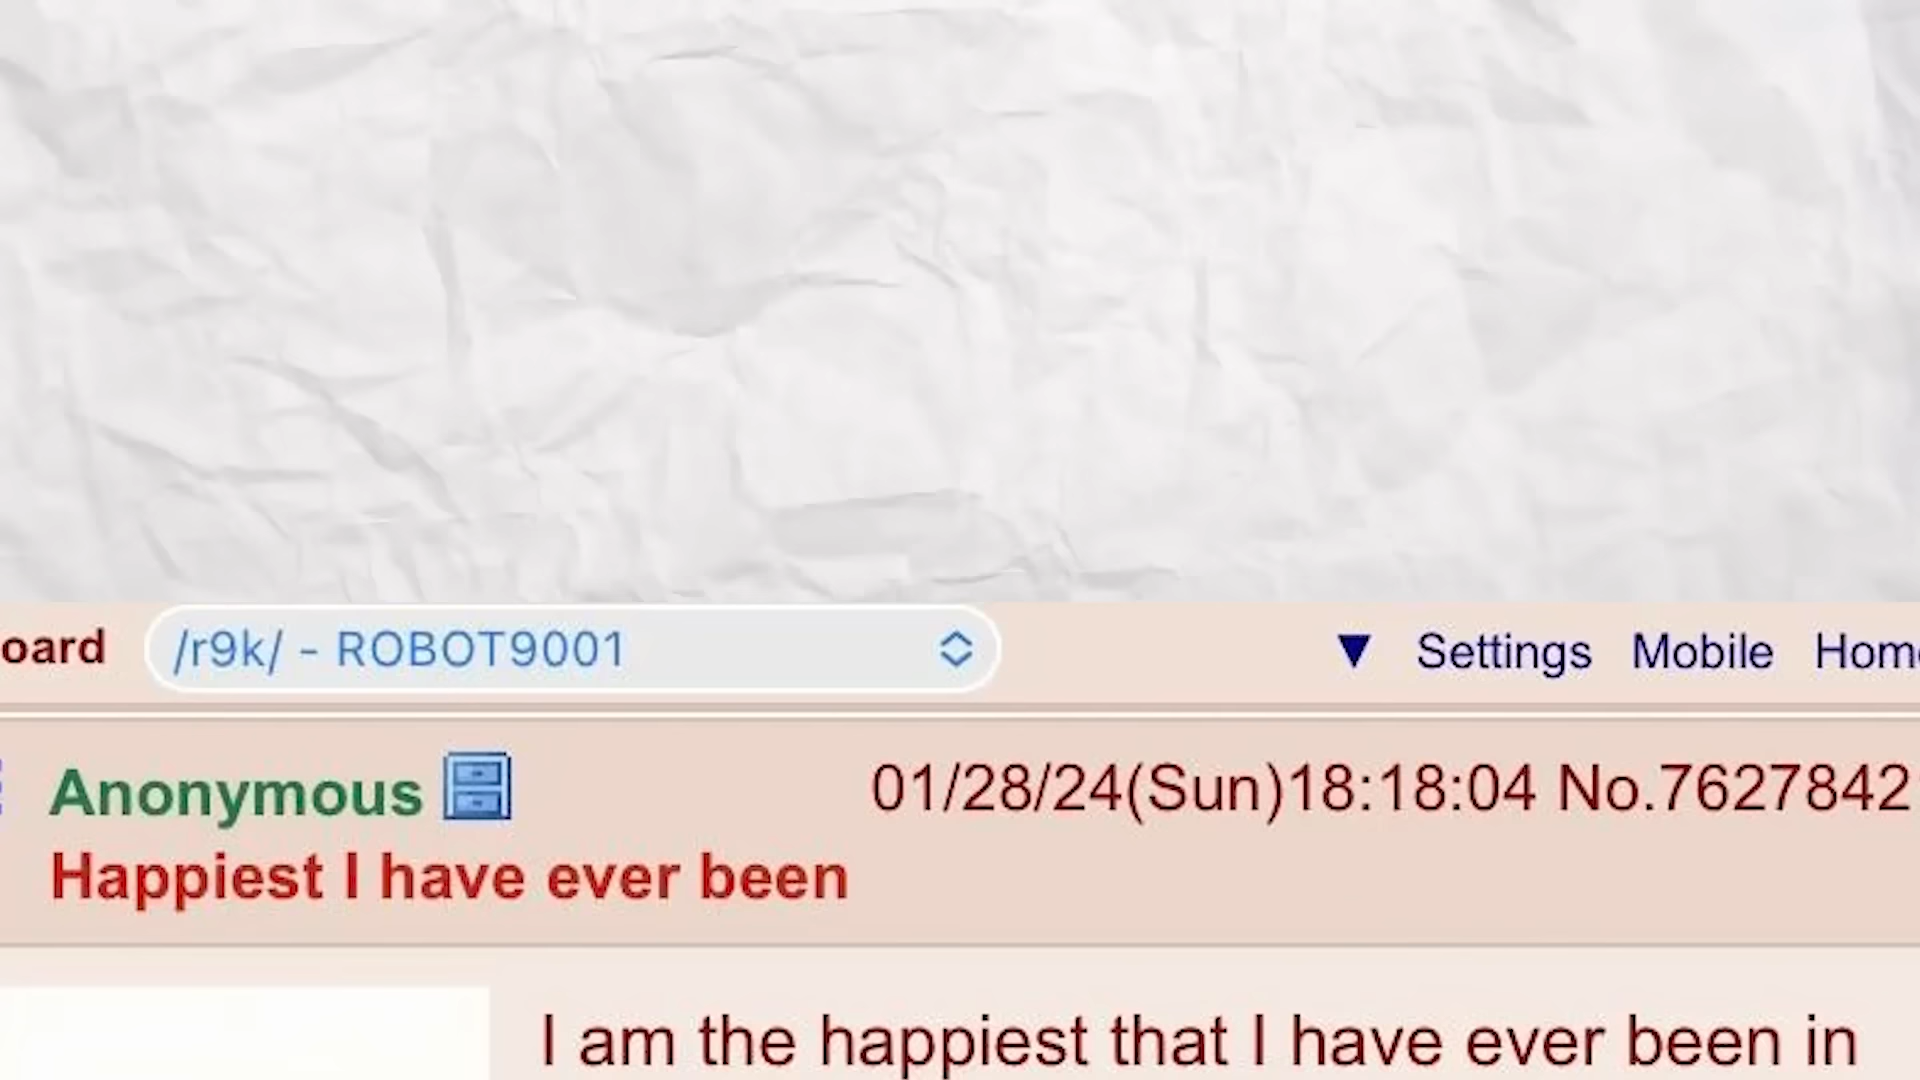 oard /r9k/ - ROBOT9001 ▼ Settings Mobile Hom
Anonymous 01/28/24(Sun)18:18:04 No.7627842
Happiest I have ever been
I am the happiest that I have ever been in